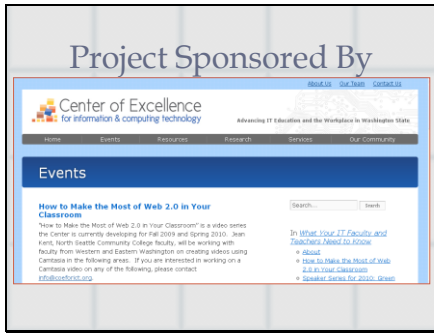 Project Sponsored By
About Us Our Team Contact Us
Center of Excellence
for information & computing technology
Advancing IT Education and the Workplace in Washington State
Home Events Resources Research Services Our Community
Events
How to Make the Most of Web 2.0 in Your
Classroom
"How to Make the Most of Web 2.0 in Your Classroom" is a video series
the Center is currently developing for Fall 2009 and Spring 2010. Jean
Kent, North Seattle Community College faculty, will be working with
faculty from Western and Eastern Washington on creating videos using
Camtasia in the following areas. If you are interested in working on a
Camtasia video on any of the following, please contact
info@coeforict.org.
Search... Search
In What Your IT Faculty and
Teachers Need to Know
About
How to Make the Most of Web
2.0 in Your Classroom
Speaker Series for 2010: Green